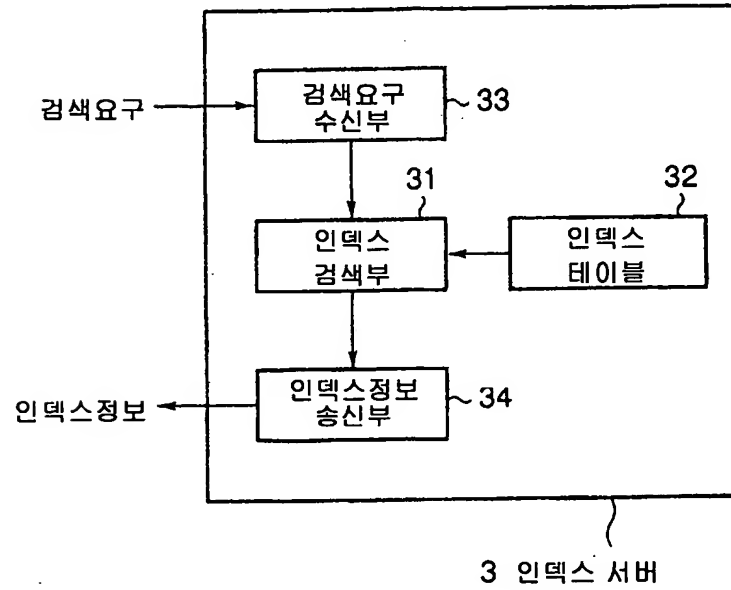 검색요구
검색요구
수신부
33
31
32
인덱스
검색부
인덱스
테이블
인덱스정보
인덱스정보
송신부
34
3 인덱스 서버